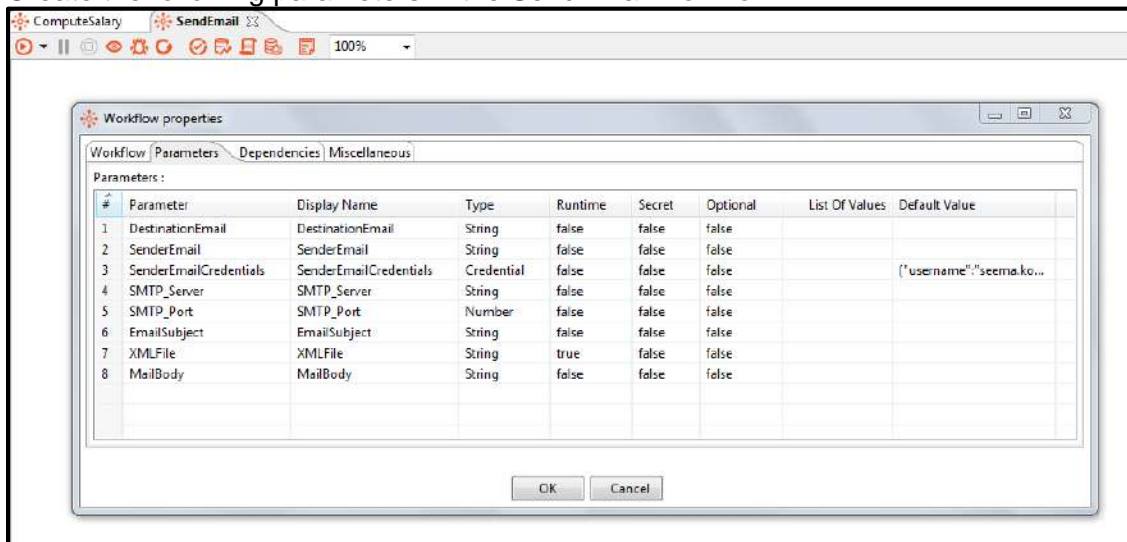 ComputeSalary SendEmail
100%
Workflow properties
Workflow Parameters Dependencies Miscellaneous
Parameters :
# Parameter Display Name Type Runtime Secret Optional List Of Values Default Value
1 DestinationEmail DestinationEmail String false false false
2 SenderEmail SenderEmail String false false false
3 SenderEmailCredentials SenderEmailCredentials Credential false false false {"username":"seema.ko...
4 SMTP_Server SMTP_Server String false false false
5 SMTP_Port SMTP_Port Number false false false
6 EmailSubject EmailSubject String false false false
7 XMLFile XMLFile String true false false
8 MailBody MailBody String false false false
OK Cancel